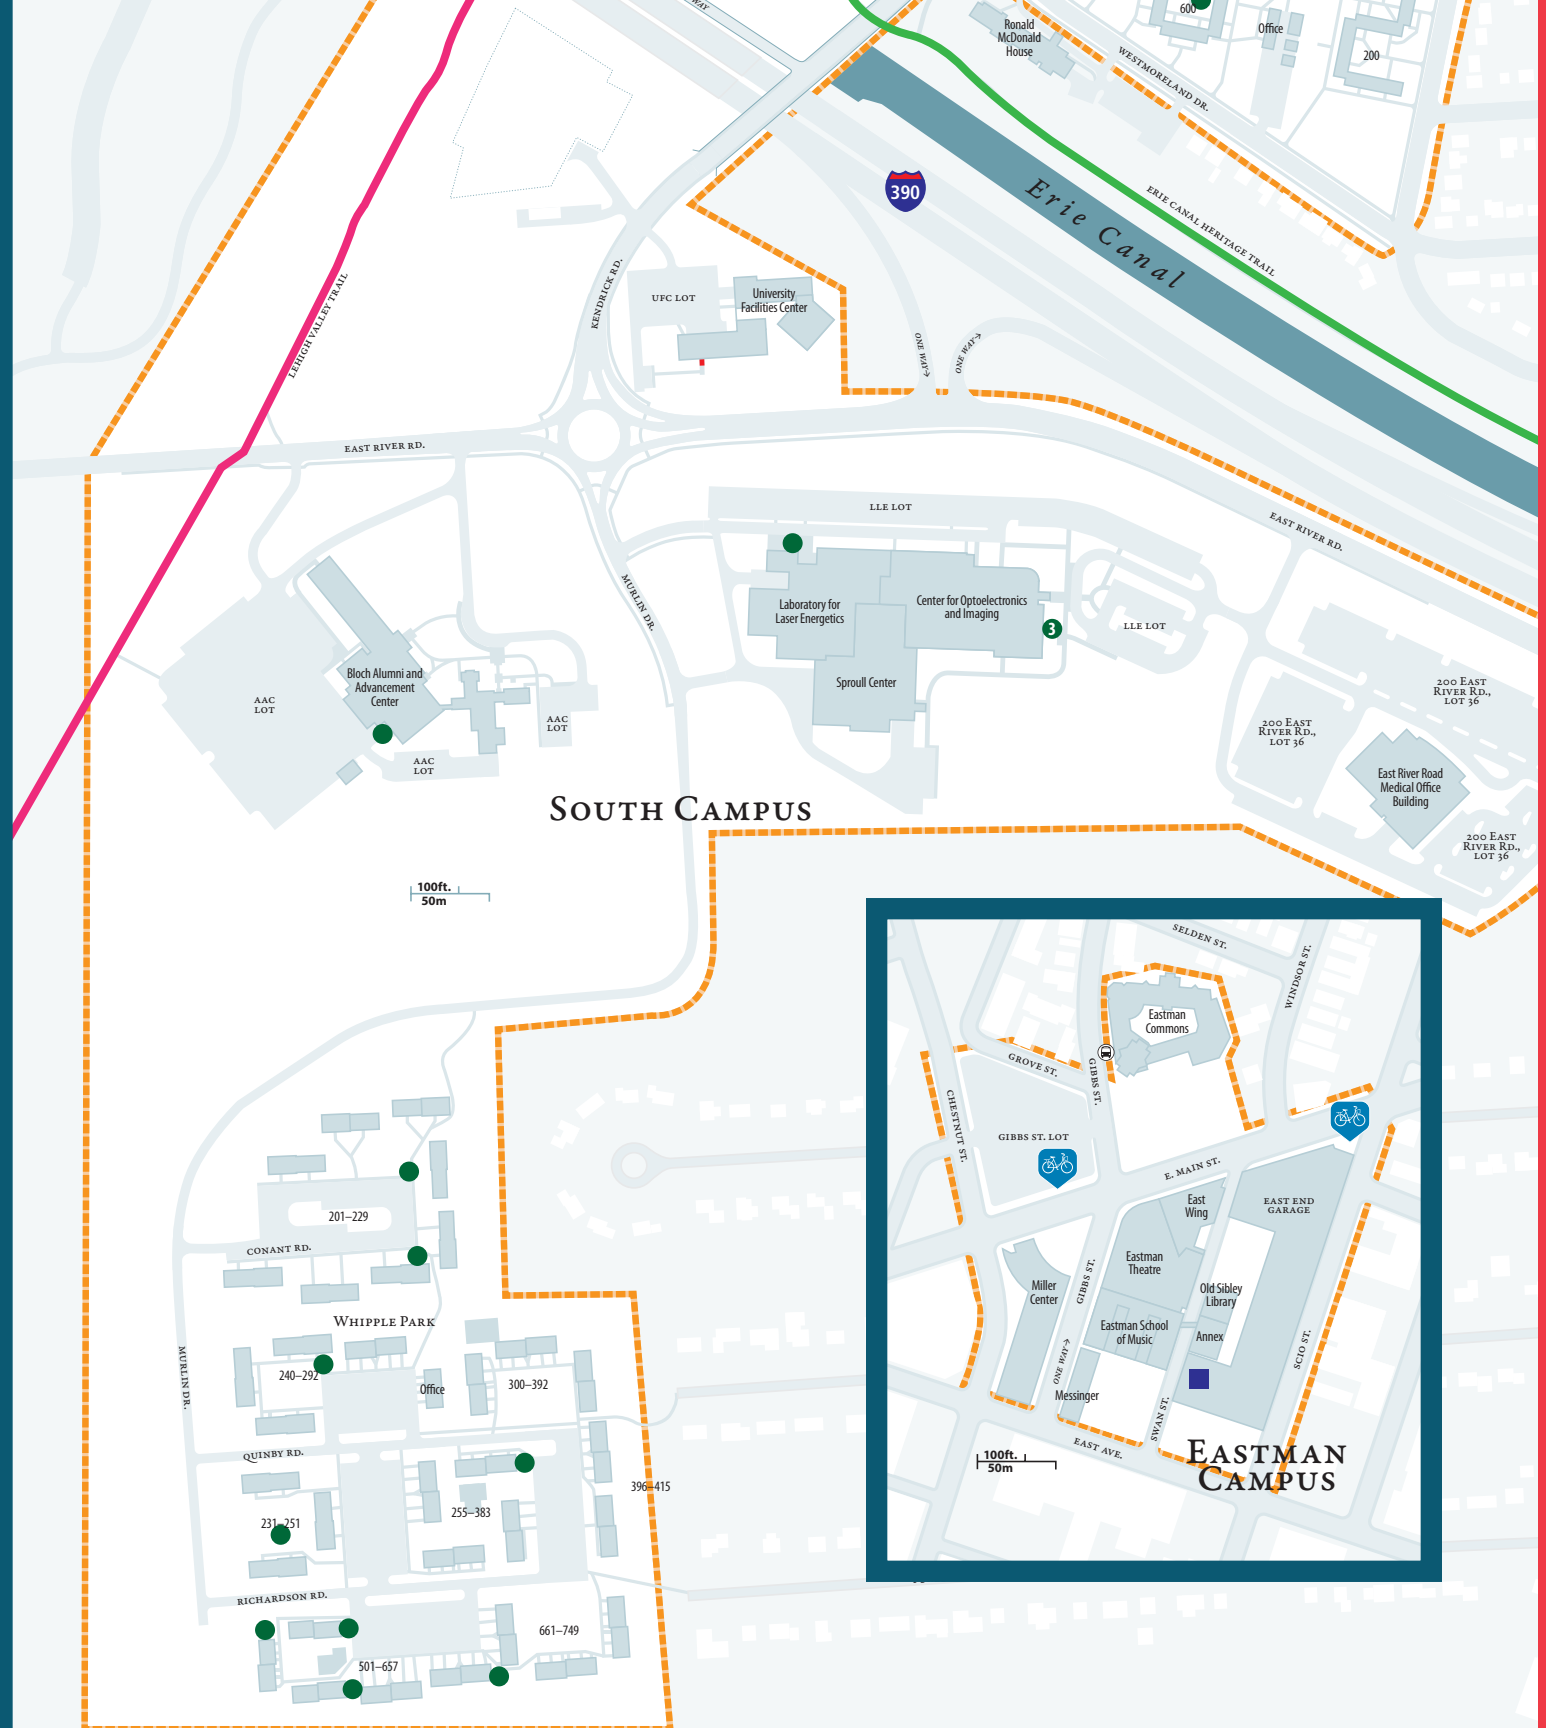 WAY
600
Office
200
Ronald
McDonald
House
WESTMORELAND DR.
390
Erie Canal
ERIE CANAL HERITAGE TRAIL
LEHIGH VALLEY TRAIL
KENDRICK RD.
UFC LOT
University
Facilities Center
ONE WAY→
ONE WAY→
EAST RIVER RD.
LLE LOT
EAST RIVER RD.
MURLIN DR.
Laboratory for
Laser Energetics
Center for Optoelectronics
and Imaging
3
LLE LOT
Sproull Center
Bloch Alumni and
Advancement
Center
AAC
LOT
AAC
LOT
AAC
LOT
200 EAST
RIVER RD.,
LOT 36
200 EAST
RIVER RD.,
LOT 36
East River Road
Medical Office
Building
200 EAST
RIVER RD.,
LOT 36
SOUTH CAMPUS
100ft.
50m
201–229
CONANT RD.
WHIPPLE PARK
MURLIN DR.
240–292
Office
300–392
QUINBY RD.
396–415
231–251
255–383
RICHARDSON RD.
661–749
501–657
SELDEN ST.
WINDSOR ST.
Eastman
Commons
GROVE ST.
GIBBS ST.
CHESTNUT ST.
GIBBS ST. LOT
E. MAIN ST.
East
Wing
EAST END
GARAGE
Eastman
Theatre
GIBBS ST.
Miller
Center
Old Sibley
Library
Eastman School
of Music
Annex
ONE WAY→
SCIO ST.
Messinger
SWAN ST.
EAST AVE.
100ft.
50m
EASTMAN
CAMPUS